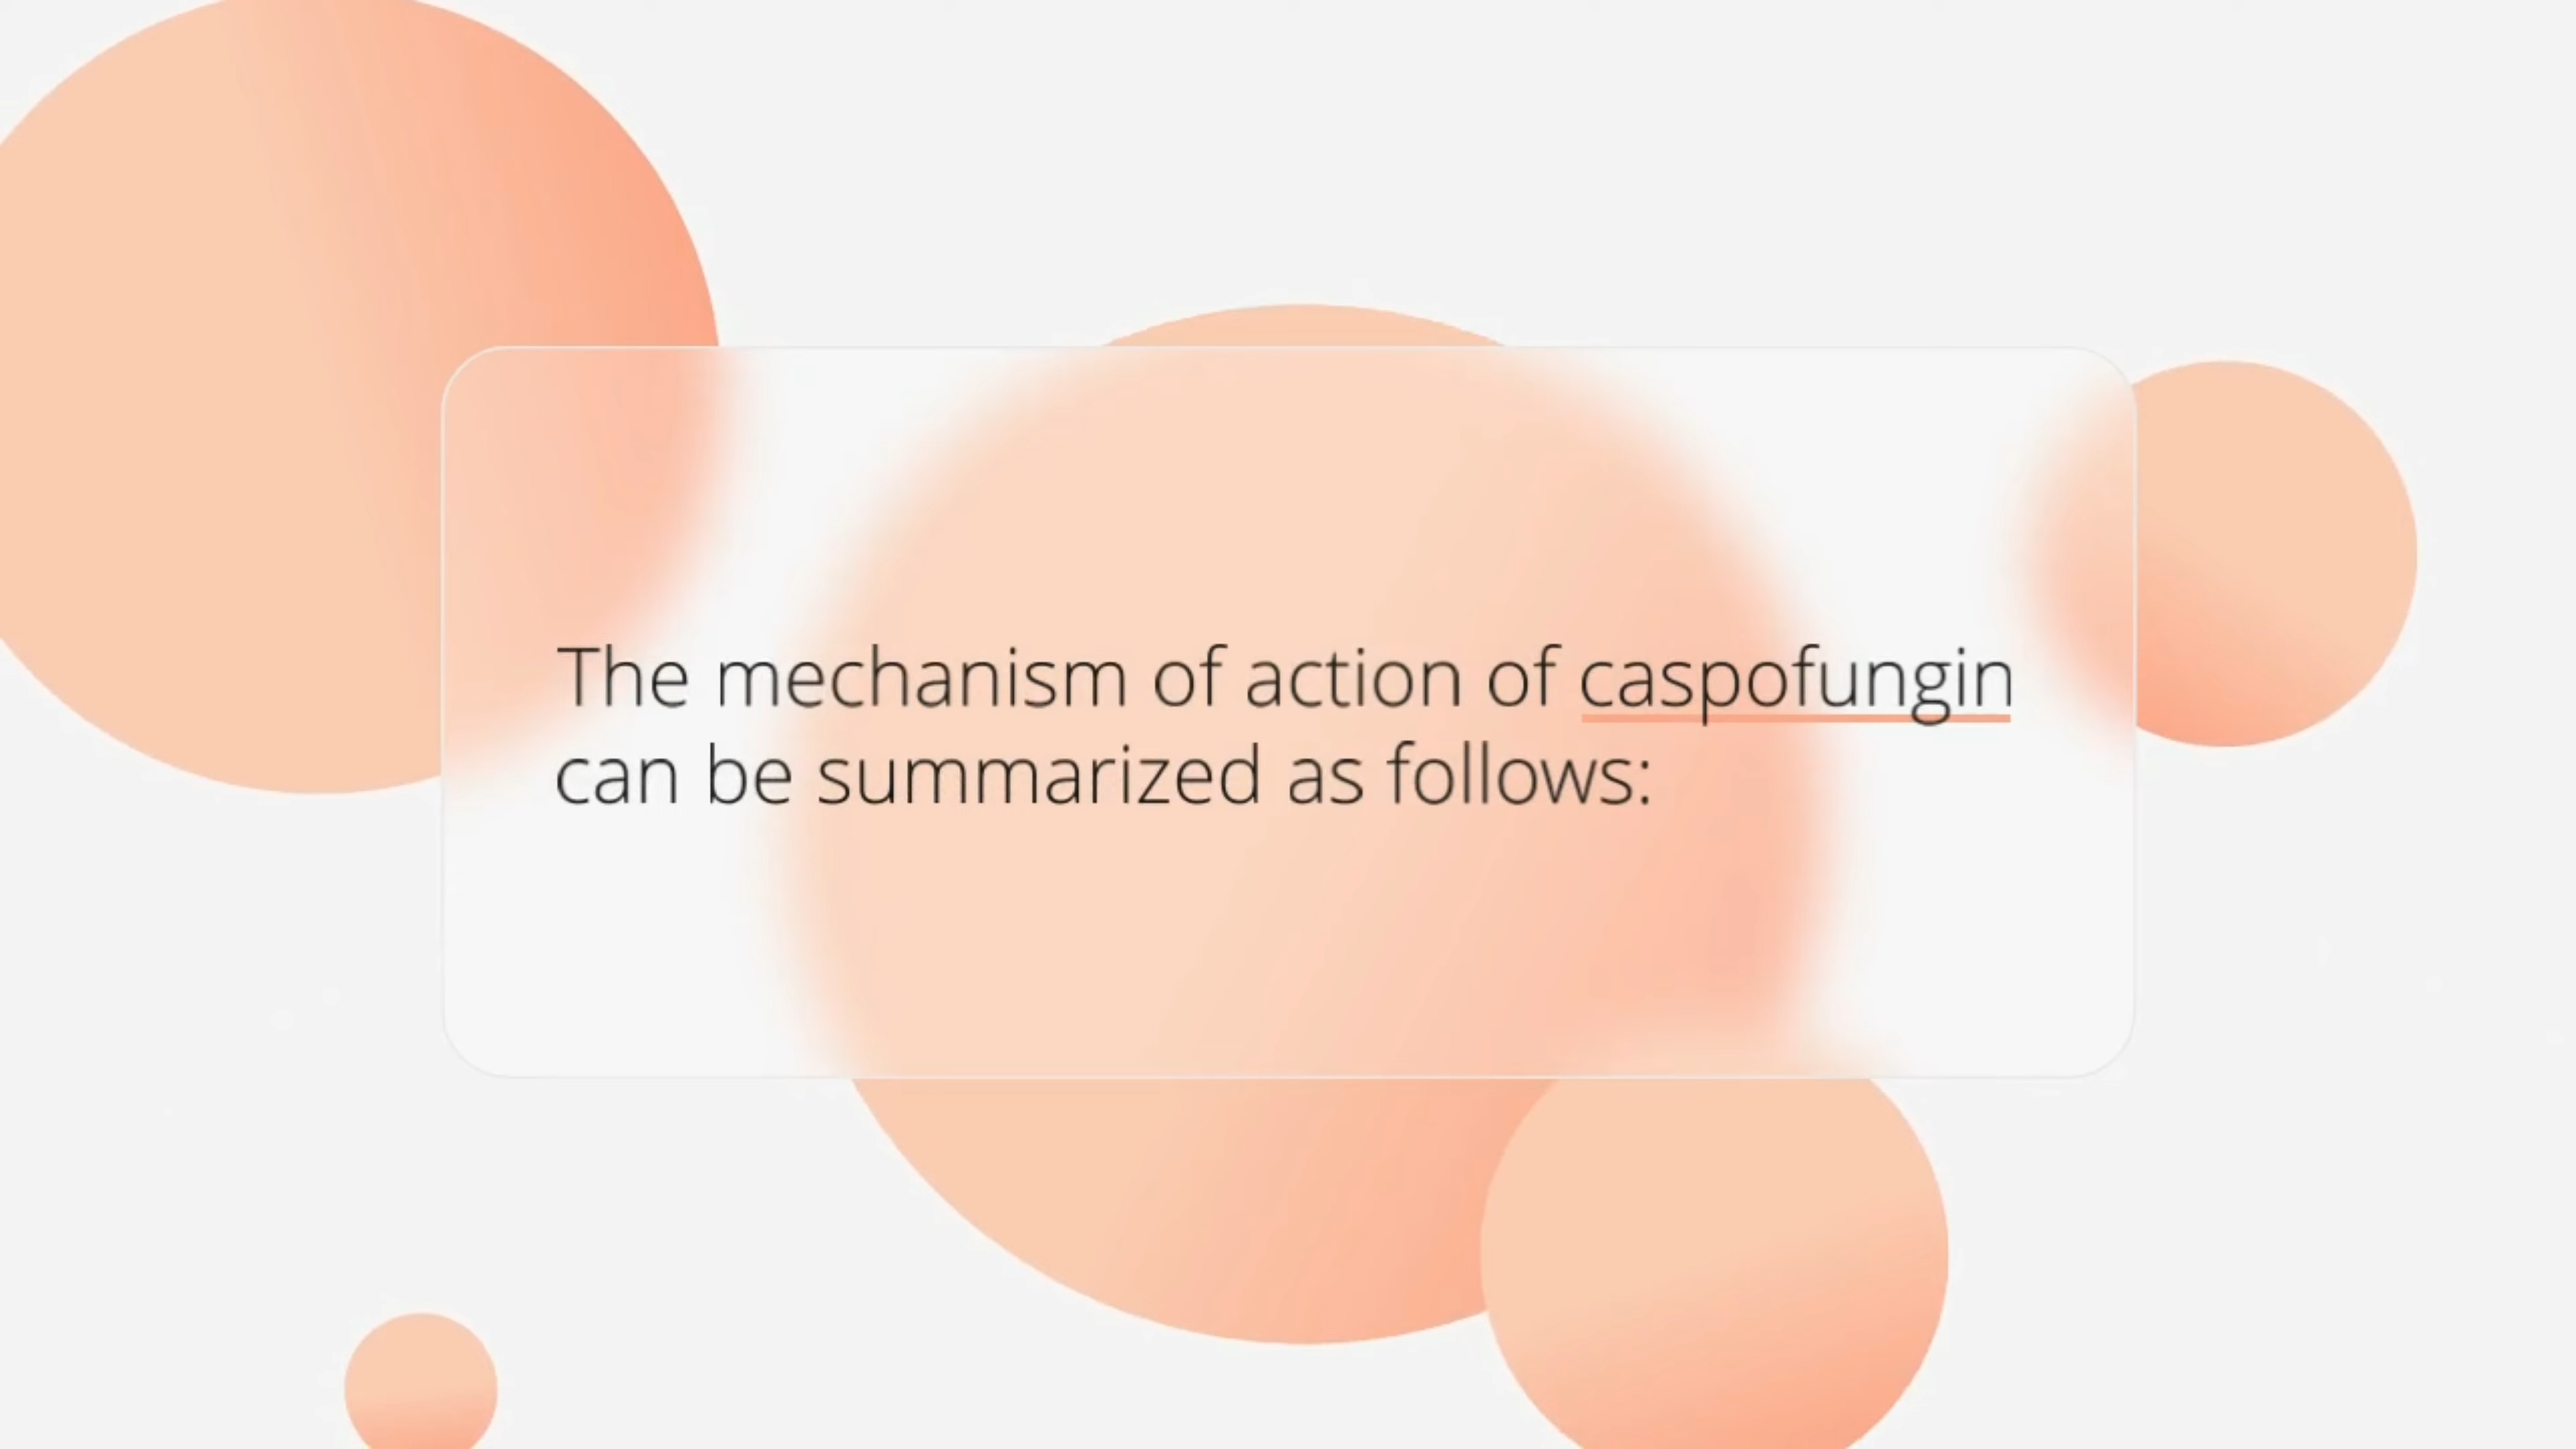 The mechanism of action of caspofungin
can be summarized as follows: